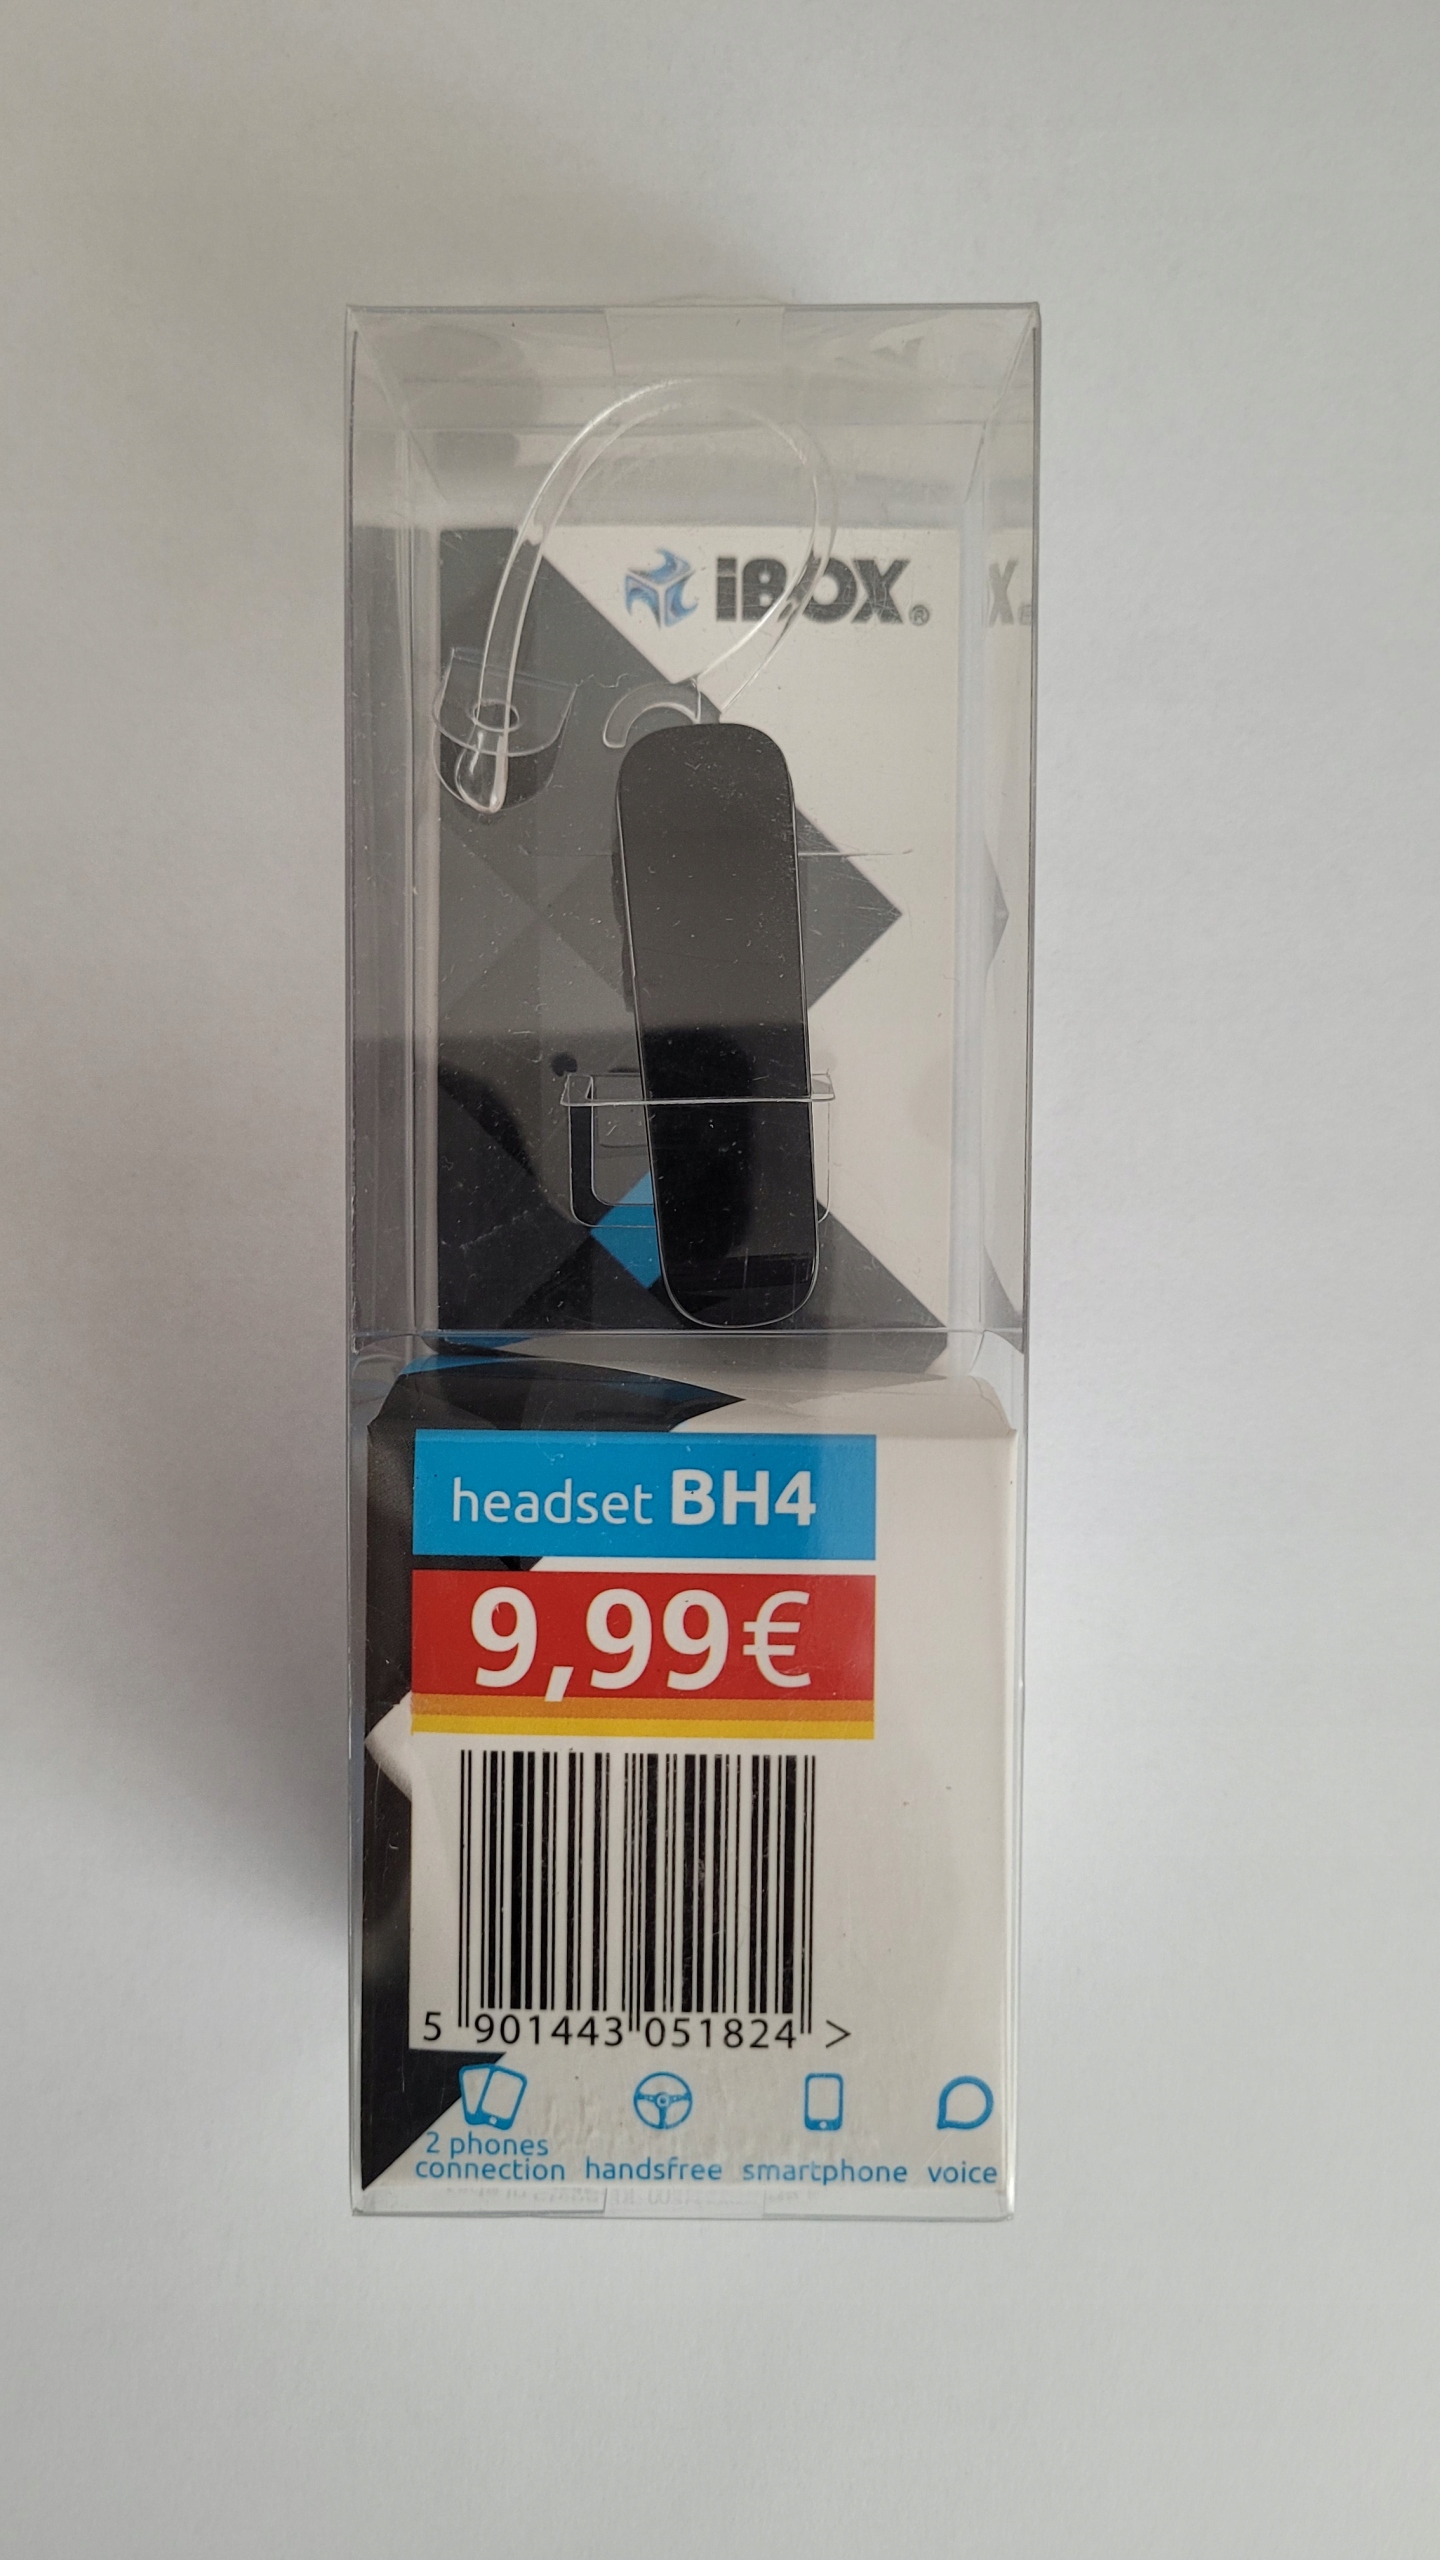 iBOX®
headset BH4
9,99€
5 901443 051824 >
2 phones connection
handsfree
smartphone
voice